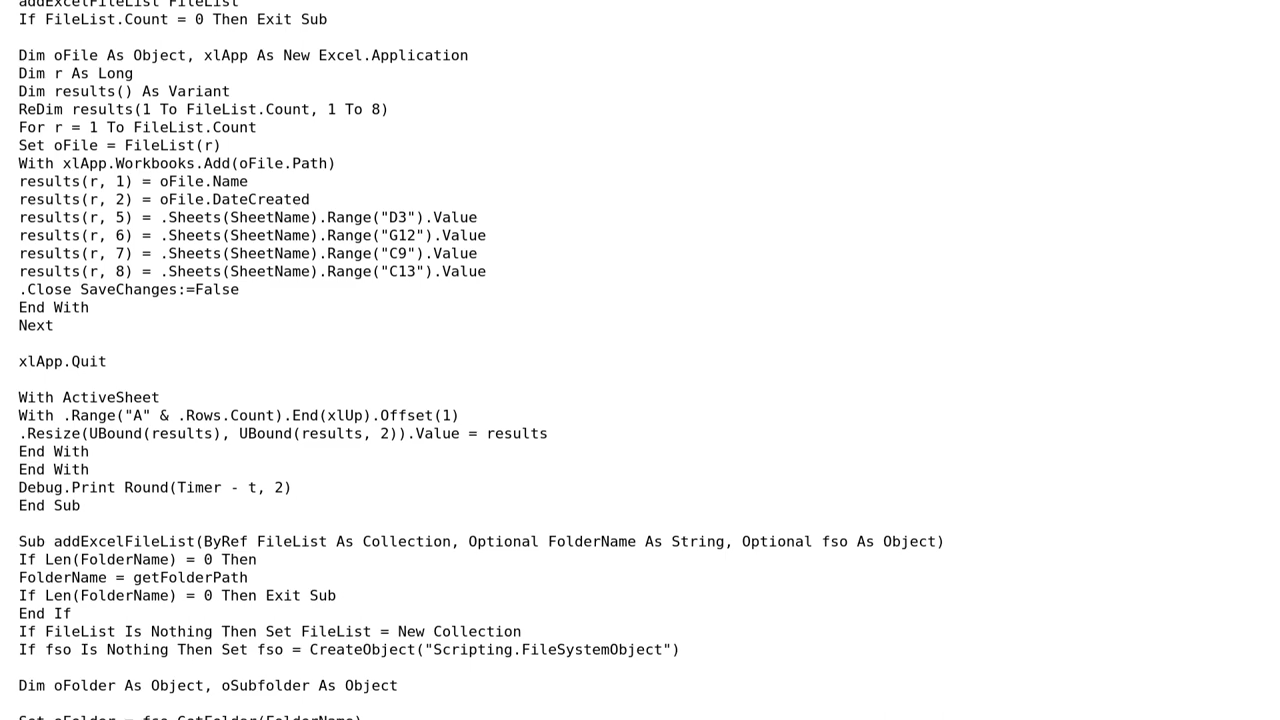 addExcelFileList FileList
If FileList.Count = 0 Then Exit Sub

Dim oFile As Object, xlApp As New Excel.Application
Dim r As Long
Dim results() As Variant
ReDim results(1 To FileList.Count, 1 To 8)
For r = 1 To FileList.Count
Set oFile = FileList(r)
With xlApp.Workbooks.Add(oFile.Path)
results(r, 1) = oFile.Name
results(r, 2) = oFile.DateCreated
results(r, 5) = .Sheets(SheetName).Range("D3").Value
results(r, 6) = .Sheets(SheetName).Range("G12").Value
results(r, 7) = .Sheets(SheetName).Range("C9").Value
results(r, 8) = .Sheets(SheetName).Range("C13").Value
.Close SaveChanges:=False
End With
Next

xlApp.Quit

With ActiveSheet
With .Range("A" & .Rows.Count).End(xlUp).Offset(1)
.Resize(UBound(results), UBound(results, 2)).Value = results
End With
End With
Debug.Print Round(Timer - t, 2)
End Sub

Sub addExcelFileList(ByRef FileList As Collection, Optional FolderName As String, Optional fso As Object)
If Len(FolderName) = 0 Then
FolderName = getFolderPath
If Len(FolderName) = 0 Then Exit Sub
End If
If FileList Is Nothing Then Set FileList = New Collection
If fso Is Nothing Then Set fso = CreateObject("Scripting.FileSystemObject")

Dim oFolder As Object, oSubfolder As Object

Set oFolder = fso.GetFolder(FolderName)